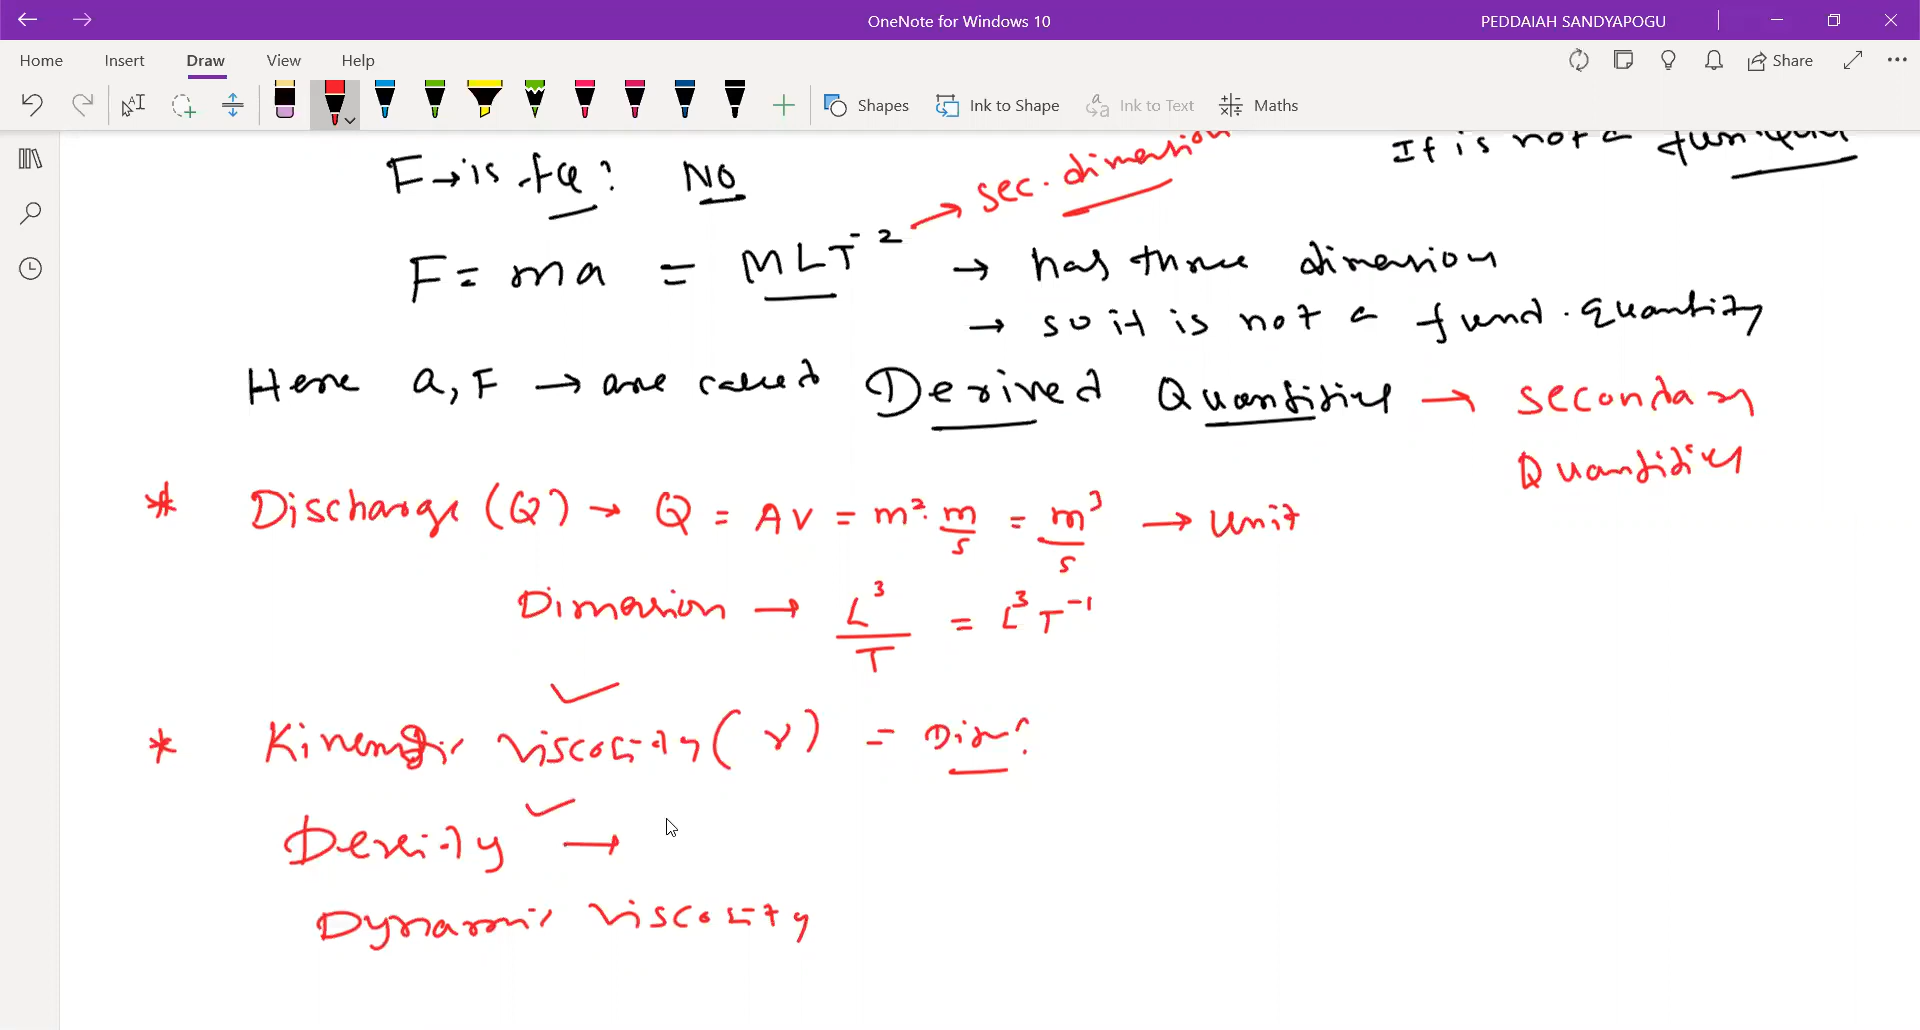 OneNote for Windows 10
PEDDAIAH SANDYAPOGU
Home Insert Draw View Help
Share
Shapes Ink to Shape Ink to Text Maths
If is not a fun. Quat
F→is fQ? NO
→ sec. dimension
F = ma = MLT⁻² → has three dimension
→ so it is not a fund. quantity
Here a, F → are called Derived Quantities → secondary
Quantities
* Discharge (Q) → Q = AV = m². m/s = m³/s → unit
Dimension → L³/T = L³T⁻¹
* Kinematic viscosity (ν) = Dim?
Density →
Dynamic viscosity